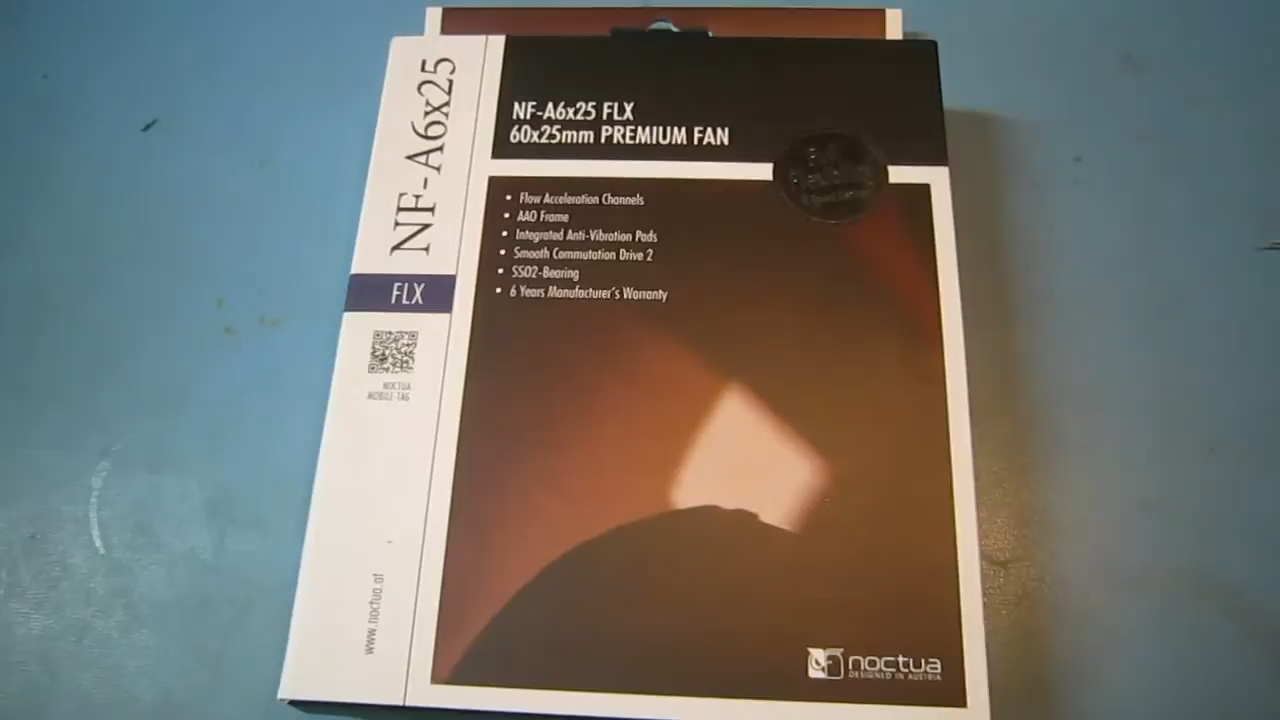 NF-A6x25
FLX
NOCTUA
MOBILE-TAG
www.noctua.at
NF-A6x25 FLX
60x25mm PREMIUM FAN
• Flow Acceleration Channels
• AAO Frame
• Integrated Anti-Vibration Pads
• Smooth Commutation Drive 2
• SSO2-Bearing
• 6 Years Manufacturer's Warranty
noctua
DESIGNED IN AUSTRIA